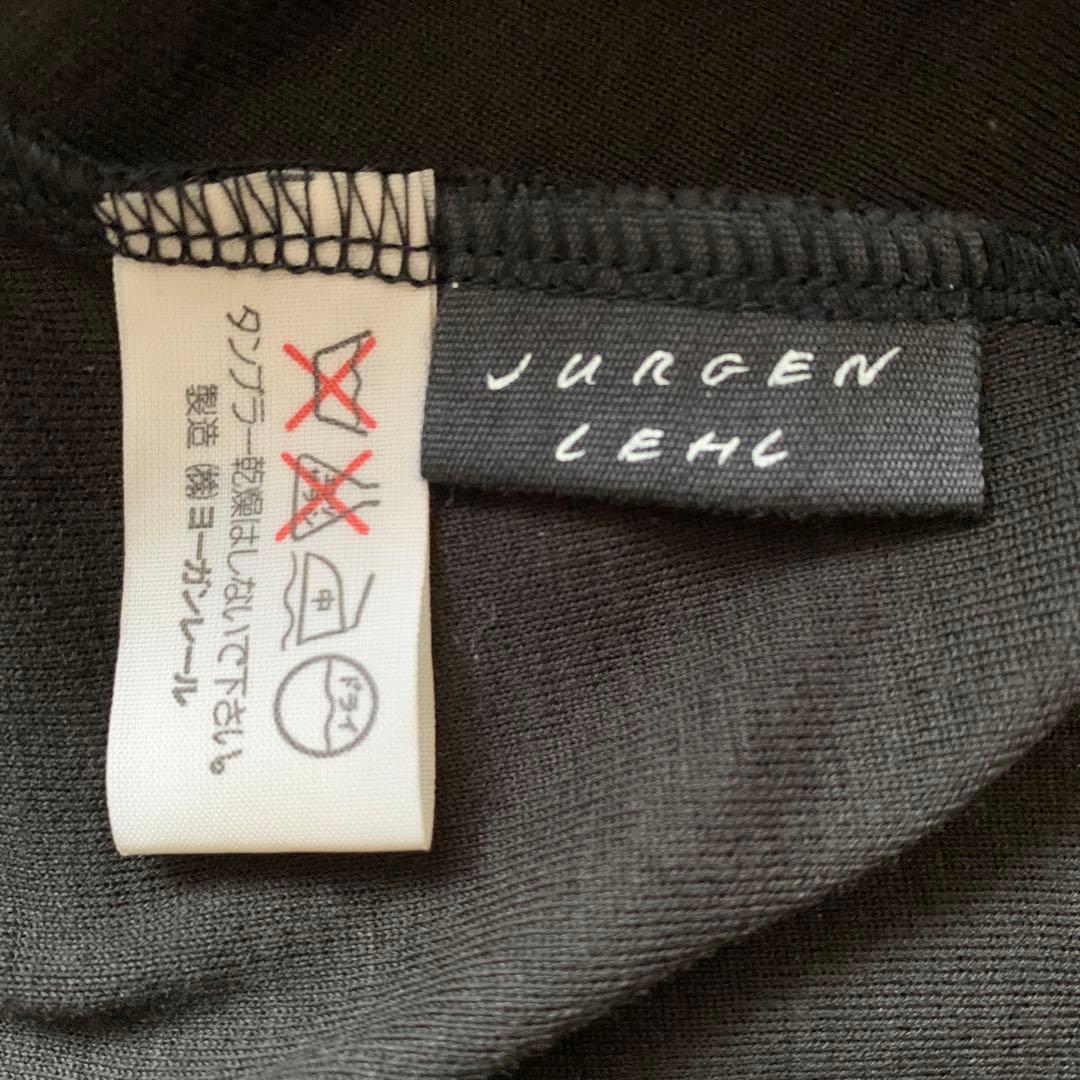 JURGEN
LEHL
中
ドライ
タンブラー乾燥はしないで下さい。
製造 ㈱ヨーガンレール